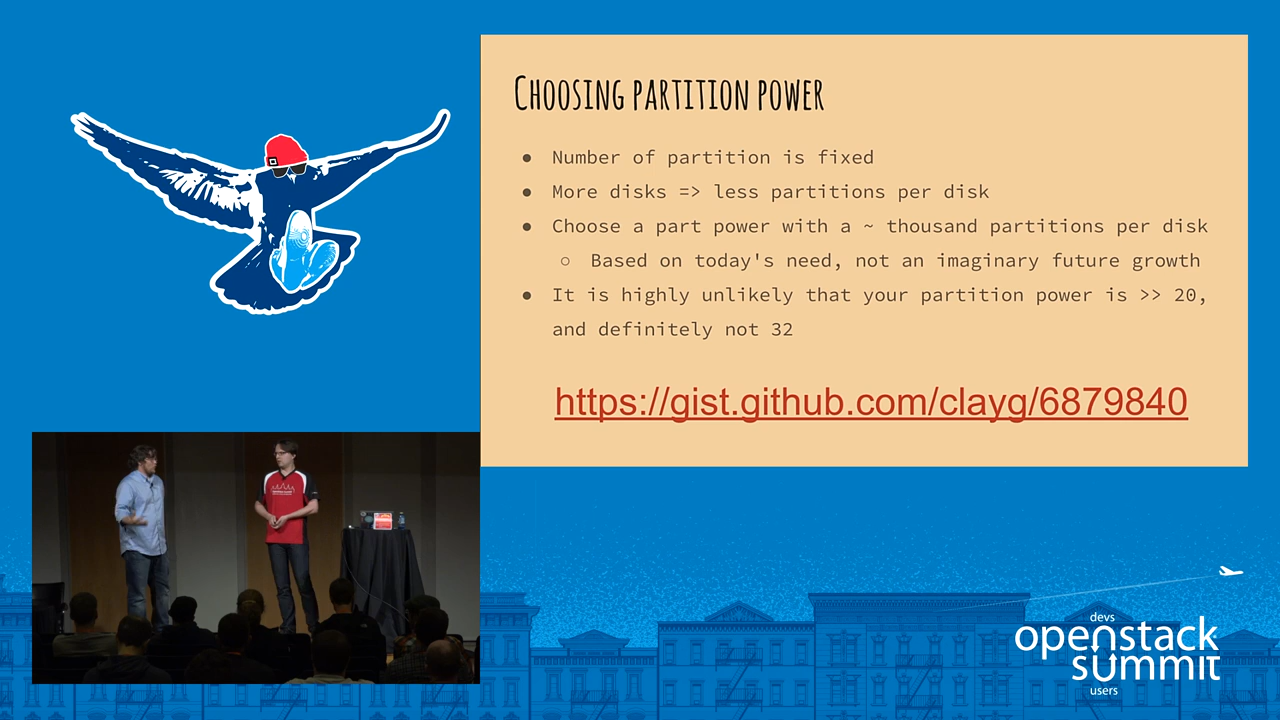 Choosing partition power
● Number of partition is fixed
● More disks => less partitions per disk
● Choose a part power with a ~ thousand partitions per disk
○ Based on today's need, not an imaginary future growth
● It is highly unlikely that your partition power is >> 20,
and definitely not 32
https://gist.github.com/clayg/6879840
devs
openstack
summit
users